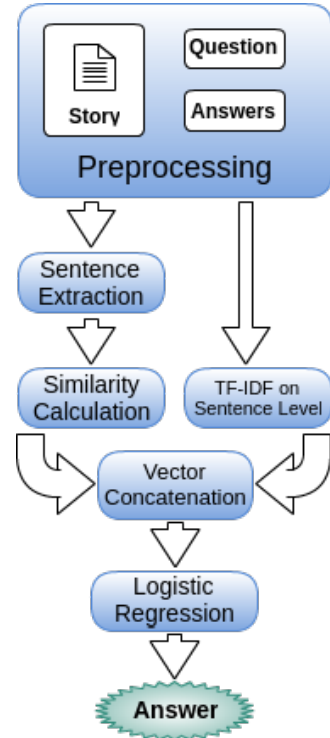 Question
Story
Answers
Preprocessing
Sentence
Extraction
Similarity
Calculation
TF-IDF on
Sentence Level
Vector
Concatenation
Logistic
Regression
Answer